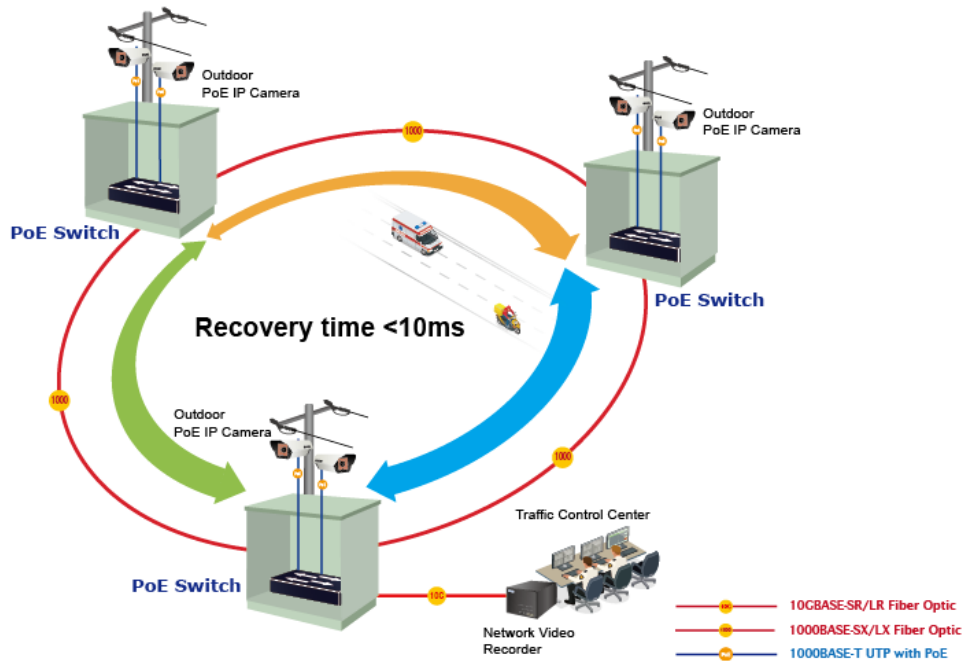 Outdoor
PoE IP Camera
PoE Switch
1000
Outdoor
PoE IP Camera
PoE Switch
Recovery time <10ms
1000
1000
Outdoor
PoE IP Camera
PoE Switch
10G
Traffic Control Center
Network Video
Recorder
10GBASE-SR/LR Fiber Optic
1000BASE-SX/LX Fiber Optic
1000BASE-T UTP with PoE